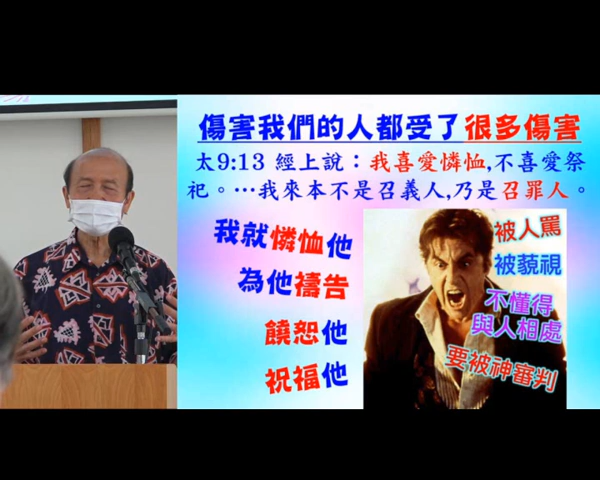 傷害我們的人都受了很多傷害
太9:13 經上說：我喜愛憐恤,不喜愛祭
祀。…我來本不是召義人,乃是召罪人。
我就憐恤他
為他禱告
饒恕他
祝福他
被人罵
被藐視
不懂得
與人相處
要被神審判